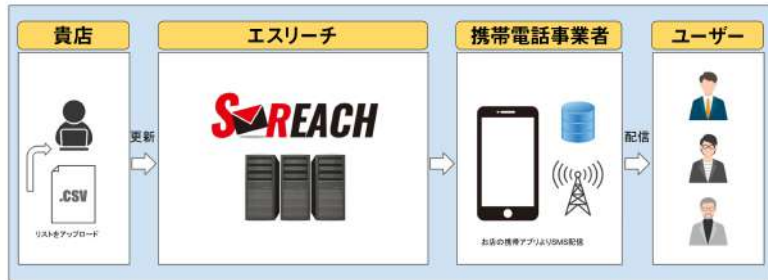 貴店
エスリーチ
携帯電話事業者
ユーザー
更新
配信
S REACH
.CSV
リストをアップロード
お店の携帯アプリよりSMS配信